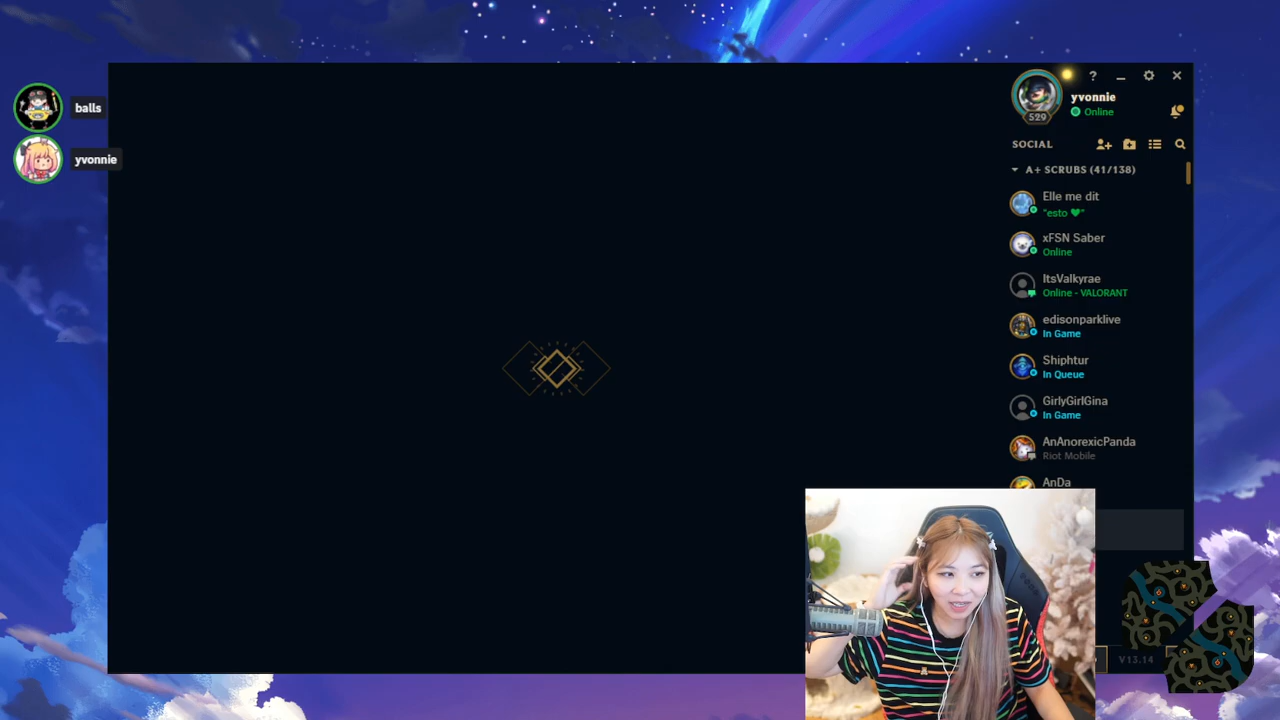 balls
yvonnie
?
yvonnie
Online
529
SOCIAL
A+ SCRUBS (41/138)
Elle me dit
"esto ♥"
xFSN Saber
Online
ItsValkyrae
Online - VALORANT
edisonparklive
In Game
Shiphtur
In Queue
GirlyGirlGina
In Game
AnAnorexicPanda
Riot Mobile
AnDa
V13.14